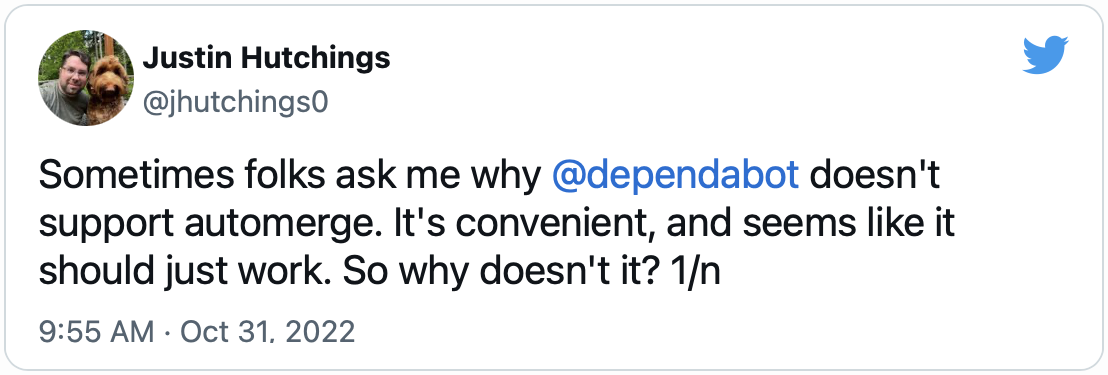 Justin Hutchings
@jhutchings0
Sometimes folks ask me why @dependabot doesn't
support automerge. It's convenient, and seems like it
should just work. So why doesn't it? 1/n
9:55 AM · Oct 31, 2022